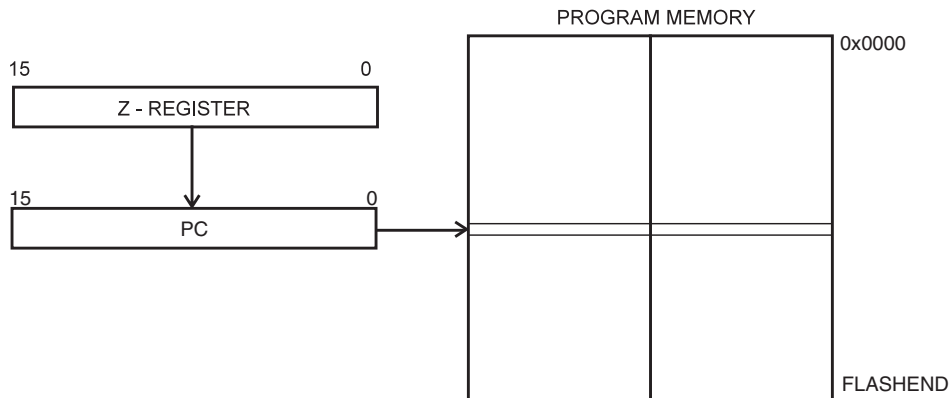 PROGRAM MEMORY
0x0000
15 0
Z - REGISTER
15 0
PC
FLASHEND